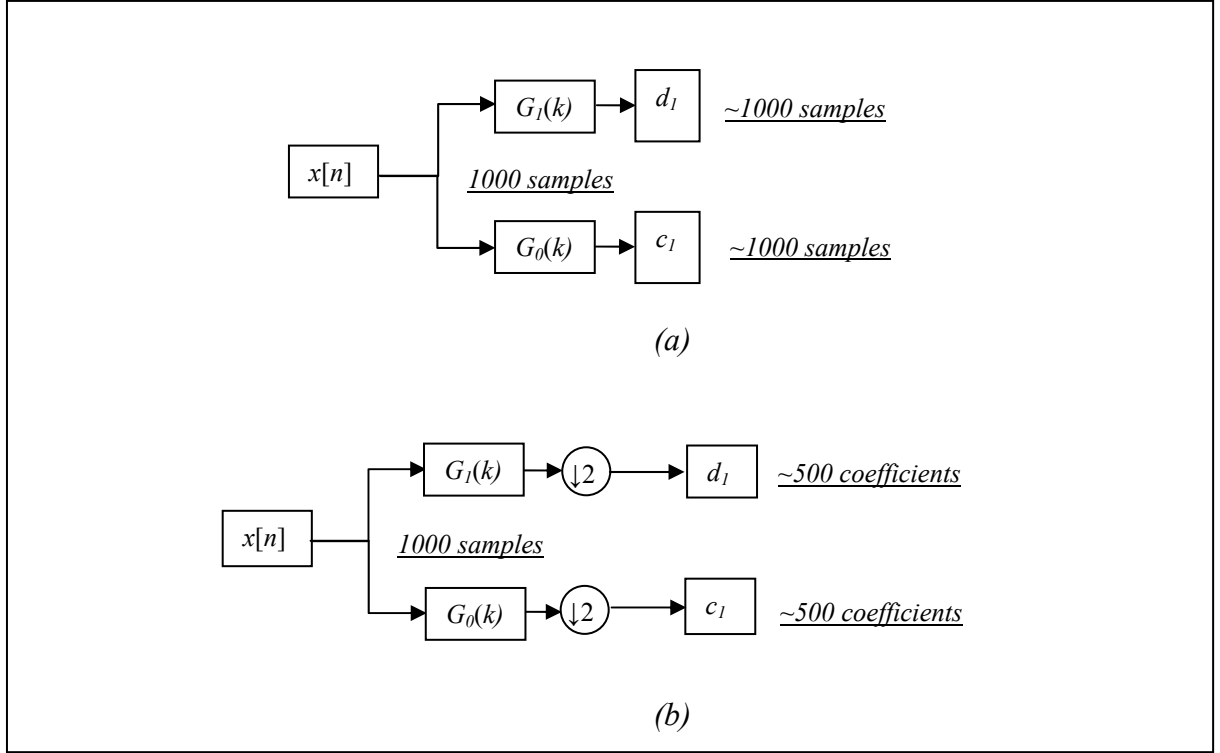 G1(k)
d1
~1000 samples
x[n]
1000 samples
G0(k)
c1
~1000 samples
(a)
G1(k)
↓2
d1
~500 coefficients
x[n]
1000 samples
G0(k)
↓2
c1
~500 coefficients
(b)